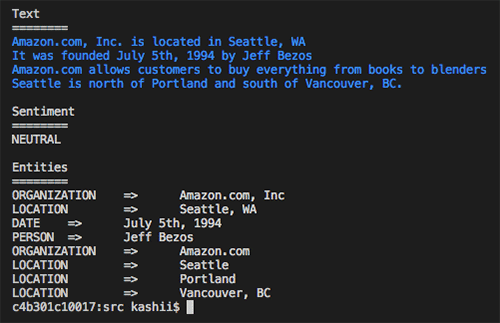 Text
========
Amazon.com, Inc. is located in Seattle, WA
It was founded July 5th, 1994 by Jeff Bezos
Amazon.com allows customers to buy everything from books to blenders
Seattle is north of Portland and south of Vancouver, BC.
Sentiment
========
NEUTRAL
Entities
========
ORGANIZATION => Amazon.com, Inc
LOCATION => Seattle, WA
DATE => July 5th, 1994
PERSON => Jeff Bezos
ORGANIZATION => Amazon.com
LOCATION => Seattle
LOCATION => Portland
LOCATION => Vancouver, BC
c4b301c10017:src kashii$